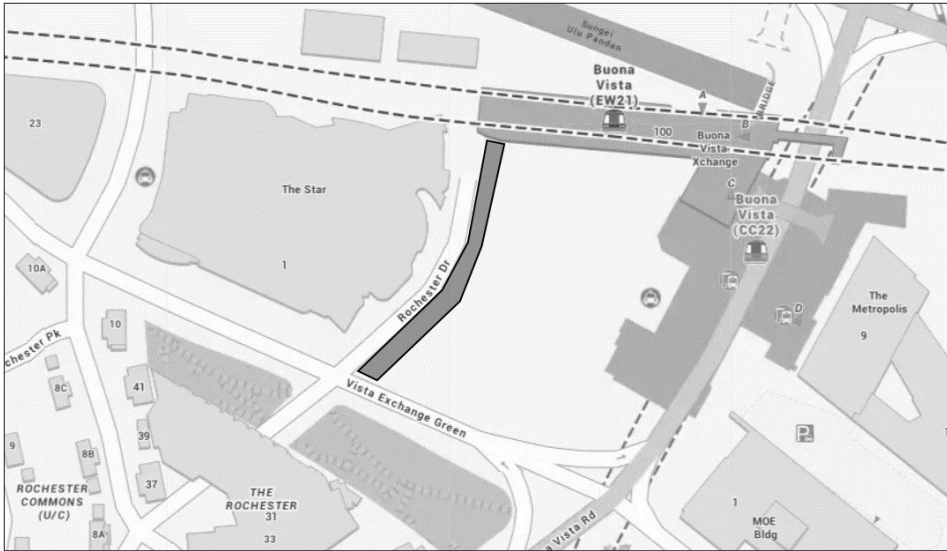 Sungei
Ulu Pandan
Buona
Vista
(EW21)
A
BRIDGE
23
100
B
Buona
Vista
Xchange
The Star
C
Buona
Vista
(CC22)
1
10A
Rochester Dr
The
Metropolis
D
9
10
chester Pk
8C
41
Vista Exchange Green
39
9
8B
37
ROCHESTER
COMMONS
(U/C)
THE
ROCHESTER
31
33
8A
P
1
MOE
Bldg
a Vista Rd